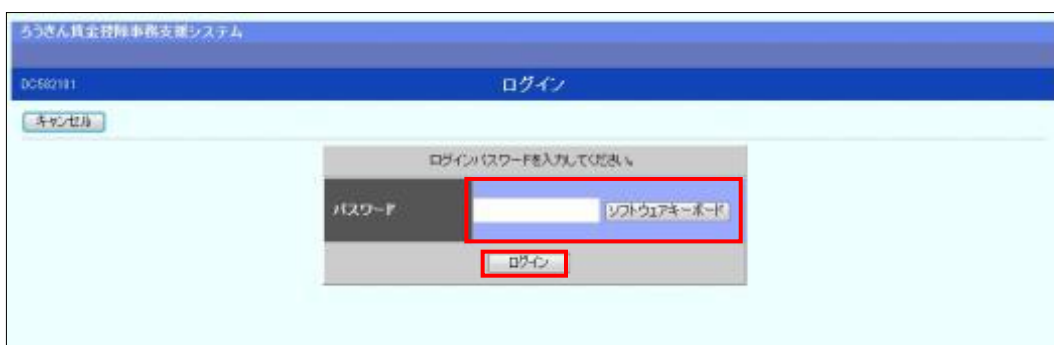 ろうきん賃金控除事務支援システム
DC502101
ログイン
キャンセル
ログインパスワードを入力してください。
パスワード
ソフトウェアキーボード
ログイン